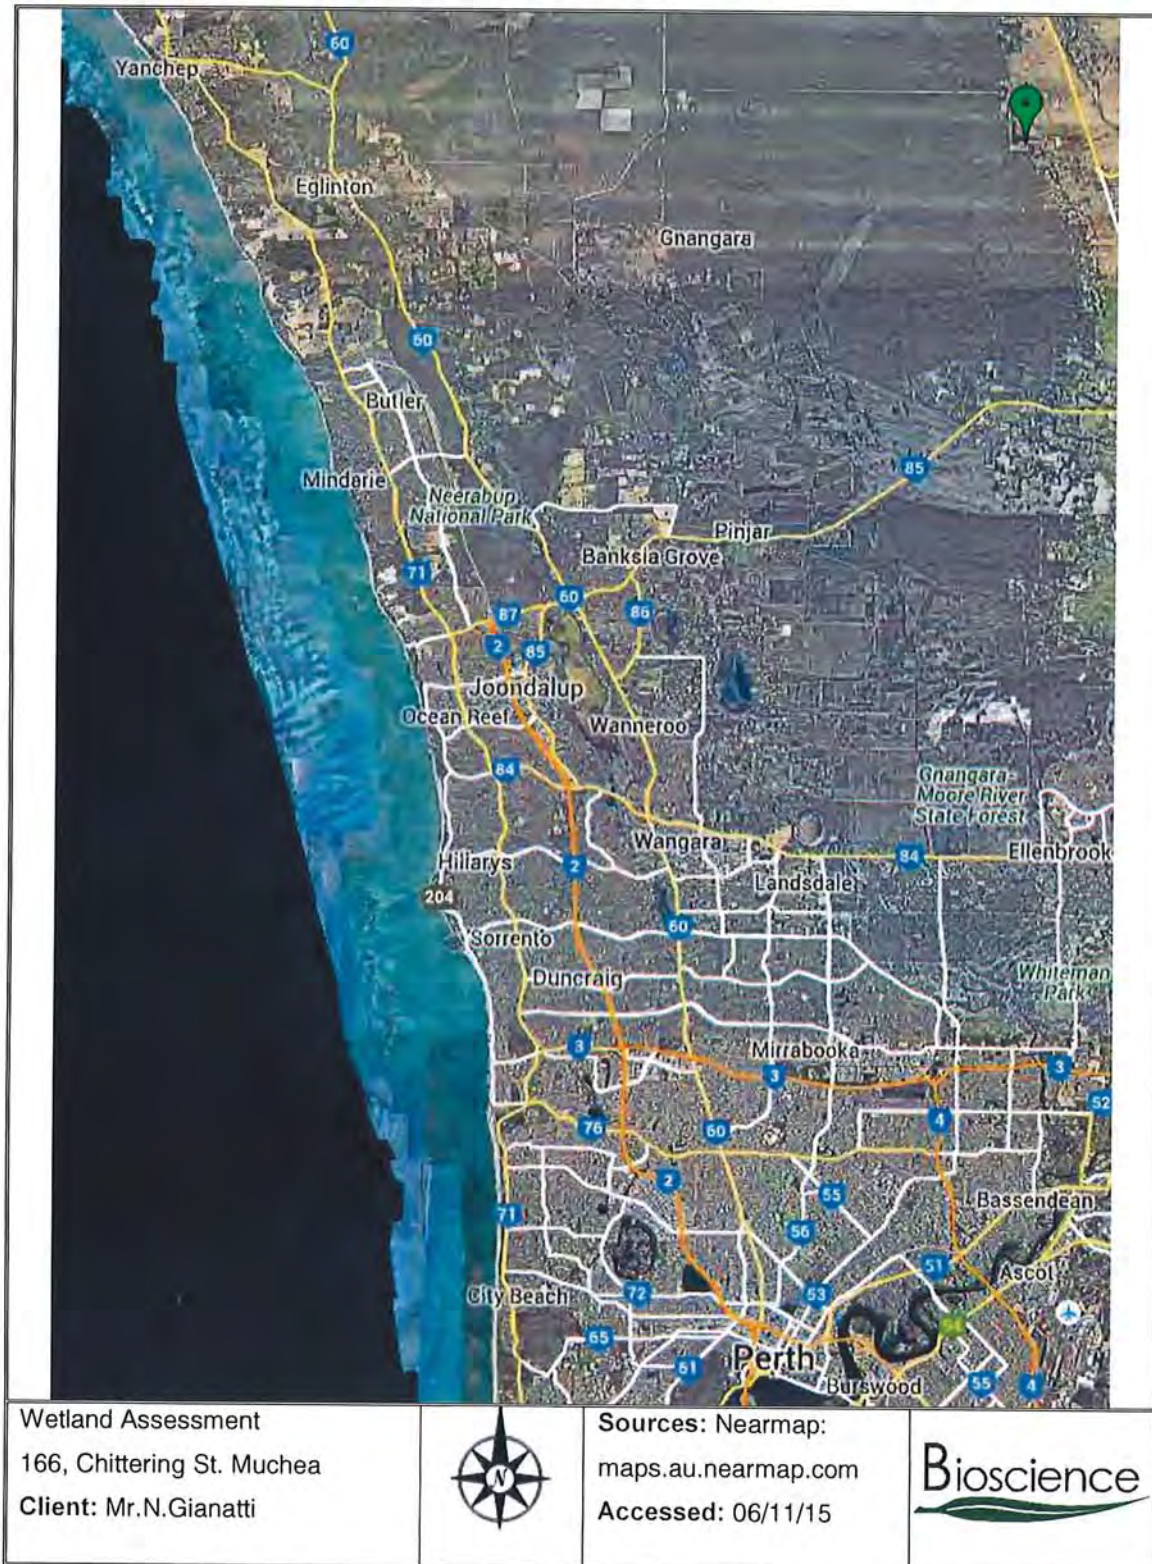 60
Yanchep
Eglinton
Gnangara
60
Butler
85
Mindarie
Neerabup
National Park
Pinjar
Banksia Grove
71
60
87
86
2
85
Joondalup
Ocean Reef
Wanneroo
84
Gnangara-
Moore River
State Forest
Wangara
Hillarys
2
84
Ellenbrook
Landsdale
204
60
Sorrento
Duncraig
Whiteman
Park
3
Mirrabooka
3
3
52
76
60
4
2
55
Bassendean
71
56
51
Ascot
City Beach
72
53
65
Perth
61
Burswood
55
4
Wetland Assessment
166, Chittering St. Muchea
Client: Mr.N.Gianatti
N
Sources: Nearmap:
maps.au.nearmap.com
Accessed: 06/11/15
Bioscience